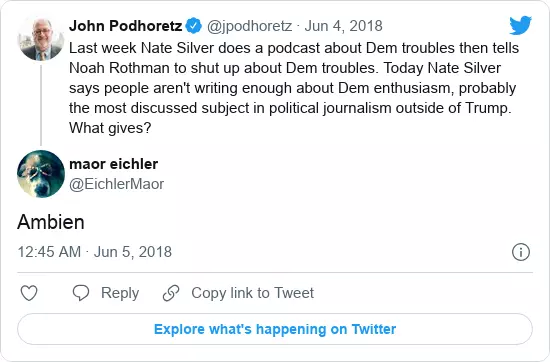 John Podhoretz @jpodhoretz · Jun 4, 2018
Last week Nate Silver does a podcast about Dem troubles then tells
Noah Rothman to shut up about Dem troubles. Today Nate Silver
says people aren't writing enough about Dem enthusiasm, probably
the most discussed subject in political journalism outside of Trump.
What gives?
maor eichler
@EichlerMaor
Ambien
12:45 AM · Jun 5, 2018
Reply Copy link to Tweet
Explore what's happening on Twitter